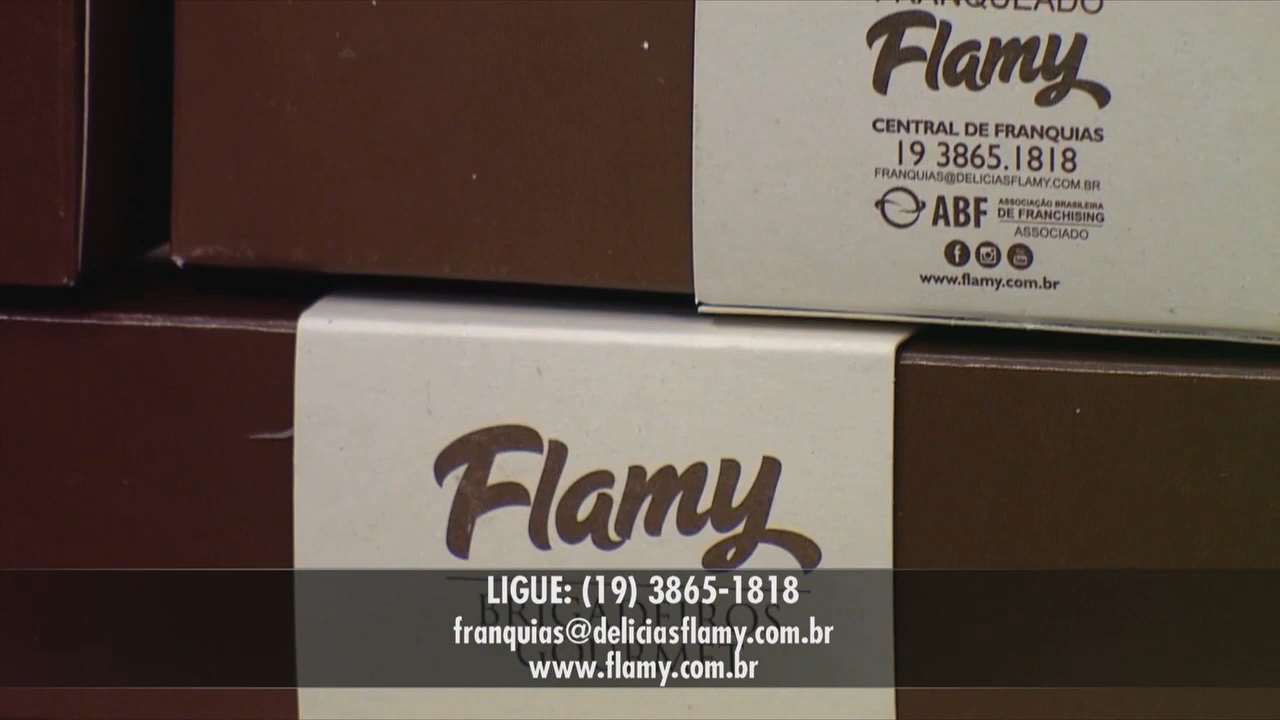 FRANQUEADO
Flamy
CENTRAL DE FRANQUIAS
19 3865.1818
FRANQUIAS@DELICIASFLAMY.COM.BR
ABF
ASSOCIAÇÃO BRASILEIRA
DE FRANCHISING
ASSOCIADO
www.flamy.com.br
Flamy
BRIGADEIROS
GOURMET
LIGUE: (19) 3865-1818
franquias@deliciasflamy.com.br
www.flamy.com.br